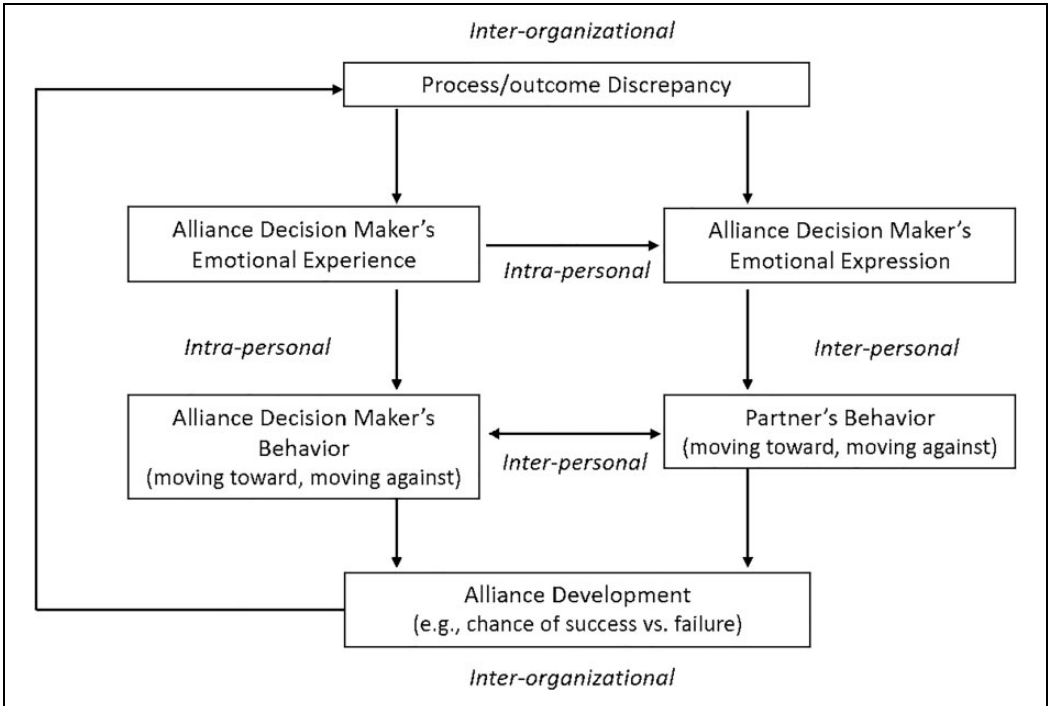 Inter-organizational
Process/outcome Discrepancy
Alliance Decision Maker's
Emotional Experience
Intra-personal
Alliance Decision Maker's
Emotional Expression
Intra-personal
Inter-personal
Alliance Decision Maker's
Behavior
(moving toward, moving against)
Inter-personal
Partner's Behavior
(moving toward, moving against)
Alliance Development
(e.g., chance of success vs. failure)
Inter-organizational